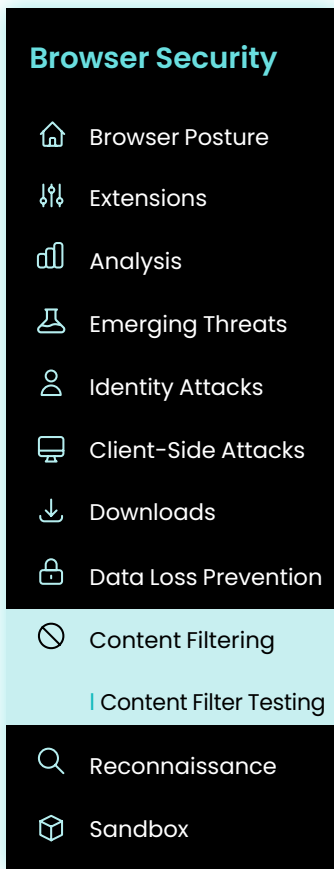 Browser Security
Browser Posture
Extensions
Analysis
Emerging Threats
Identity Attacks
Client-Side Attacks
Downloads
Data Loss Prevention
Content Filtering
Content Filter Testing
Reconnaissance
Sandbox